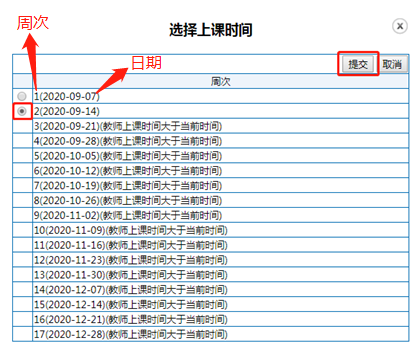 周次
选择上课时间
日期
提交 取消
周次
1(2020-09-07)
2(2020-09-14)
3(2020-09-21)(教师上课时间大于当前时间)
4(2020-09-28)(教师上课时间大于当前时间)
5(2020-10-05)(教师上课时间大于当前时间)
6(2020-10-12)(教师上课时间大于当前时间)
7(2020-10-19)(教师上课时间大于当前时间)
8(2020-10-26)(教师上课时间大于当前时间)
9(2020-11-02)(教师上课时间大于当前时间)
10(2020-11-09)(教师上课时间大于当前时间)
11(2020-11-16)(教师上课时间大于当前时间)
12(2020-11-23)(教师上课时间大于当前时间)
13(2020-11-30)(教师上课时间大于当前时间)
14(2020-12-07)(教师上课时间大于当前时间)
15(2020-12-14)(教师上课时间大于当前时间)
16(2020-12-21)(教师上课时间大于当前时间)
17(2020-12-28)(教师上课时间大于当前时间)